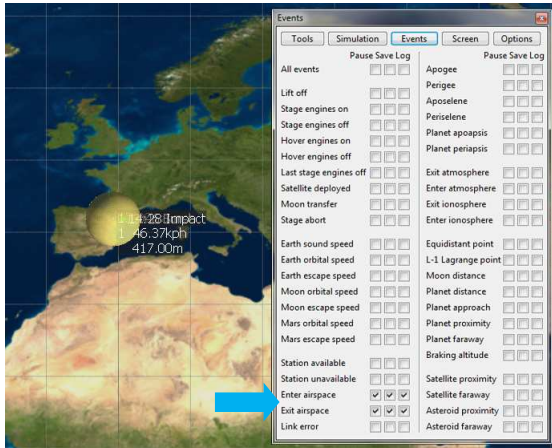 Events
Tools Simulation Events Screen Options
Pause Save Log
All events
Lift off
Stage engines on
Stage engines off
Hover engines on
Hover engines off
Last stage engines off
Satellite deployed
Moon transfer
Stage abort
Earth sound speed
Earth orbital speed
Earth escape speed
Moon orbital speed
Moon escape speed
Mars orbital speed
Mars escape speed
Station available
Station unavailable
Enter airspace
Exit airspace
Link error
Pause Save Log
Apogee
Perigee
Aposelene
Periselene
Planet apoapsis
Planet periapsis
Exit atmosphere
Enter atmosphere
Exit ionosphere
Enter ionosphere
Equidistant point
L-1 Lagrange point
Moon distance
Planet distance
Planet approach
Planet proximity
Planet faraway
Braking altitude
Satellite proximity
Satellite faraway
Asteroid proximity
Asteroid faraway
Impact
46.37kph
417.00m